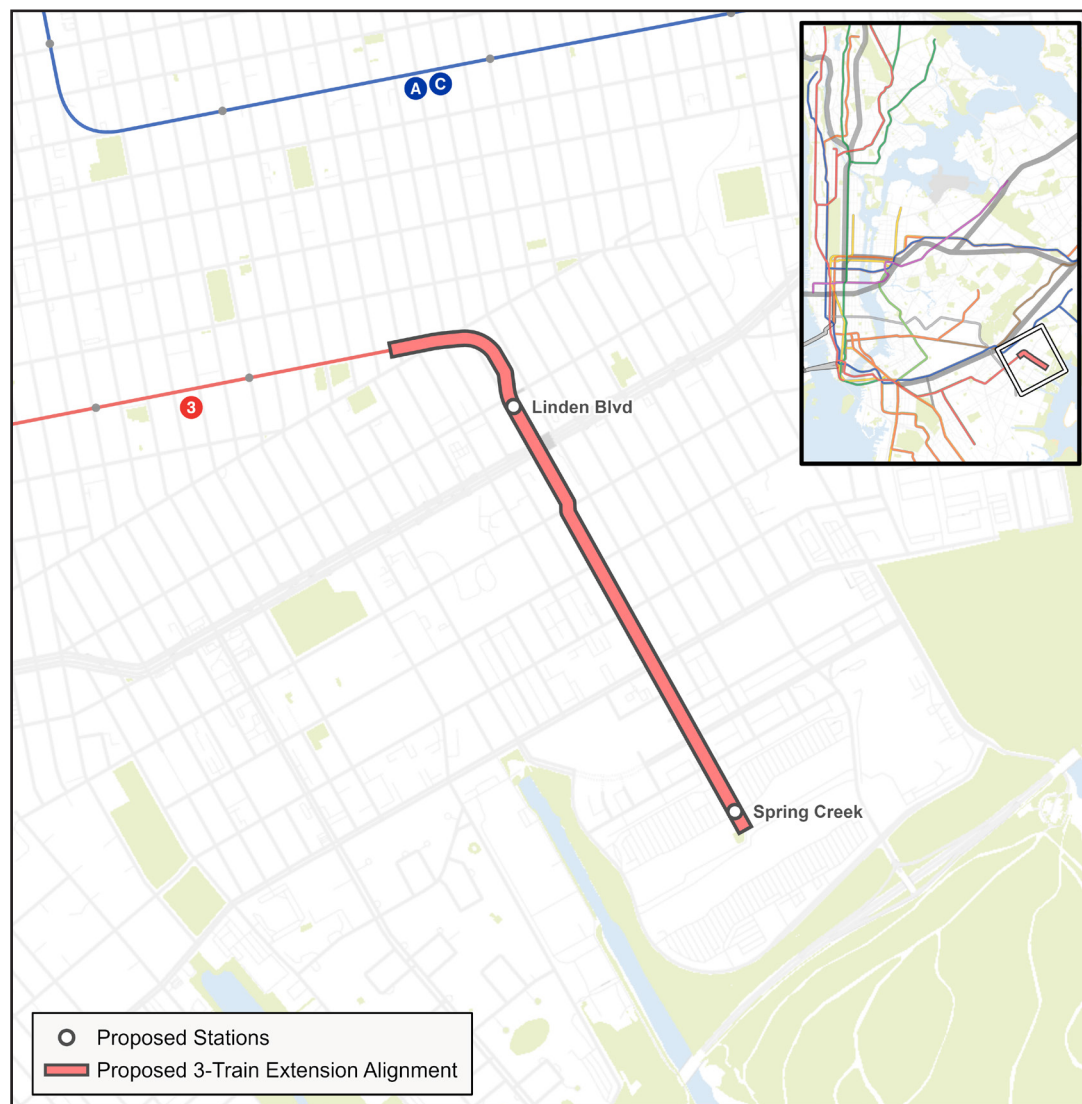 A C
3
Linden Blvd
Spring Creek
Proposed Stations
Proposed 3-Train Extension Alignment